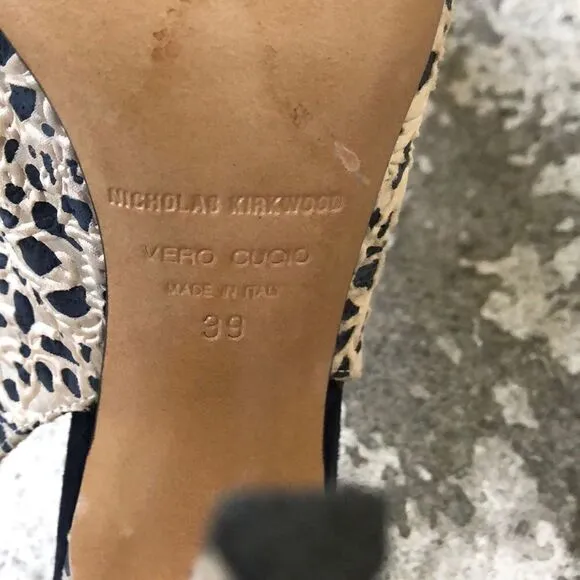 NICHOLAS KIRKWOOD
VERO CUOIO
MADE IN ITALY
39